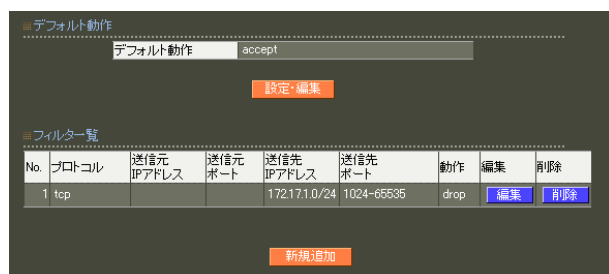 デフォルト動作
デフォルト動作 accept
設定・編集
フィルター覧
No. プロトコル 送信元IPアドレス 送信元ポート 送信先IPアドレス 送信先ポート 動作 編集 削除
1 tcp 172.17.1.0/24 1024-65535 drop 編集 削除
新規追加